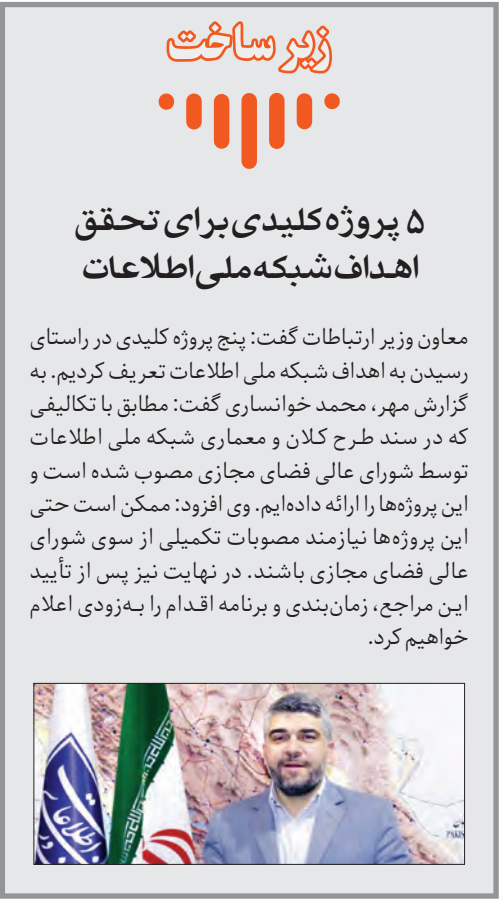 زیر ساخت
۵ پروژه کلیدی برای تحقق
اهداف شبکه ملی اطلاعات
معاون وزیر ارتباطات گفت: پنج پروژه کلیدی در راستای
رسیدن به اهداف شبکه ملی اطلاعات تعریف کردیم. به
گزارش مهر، محمد خوانساری گفت: مطابق با تکالیفی
که در سند طرح کلان و معماری شبکه ملی اطلاعات
توسط شورای عالی فضای مجازی مصوب شده است و
این پروژه‌ها را ارائه داده‌ایم. وی افزود: ممکن است حتی
این پروژه‌ها نیازمند مصوبات تکمیلی از سوی شورای
عالی فضای مجازی باشند. در نهایت نیز پس از تأیید
این مراجع، زمان‌بندی و برنامه اقدام را به‌زودی اعلام
خواهیم کرد.